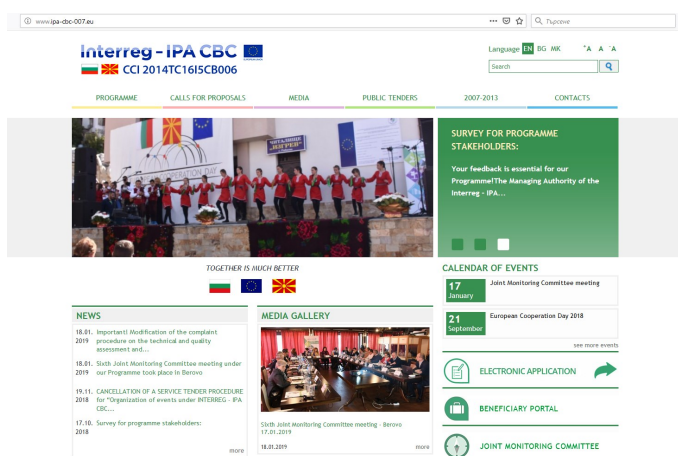 www.ipa-cbc-007.eu
Търсене
Interreg - IPA CBC
CCI 2014TC16I5CB006
Language EN BG MK +A A -A
Search
PROGRAMME CALLS FOR PROPOSALS MEDIA PUBLIC TENDERS 2007-2013 CONTACTS
SURVEY FOR PROGRAMME
STAKEHOLDERS:
Your feedback is essential for our
Programme!The Managing Authority of the
Interreg - IPA...
TOGETHER IS MUCH BETTER
NEWS
18.01. Important! Modification of the complaint
2019 procedure on the technical and quality
assessment and...
18.01. Sixth Joint Monitoring Committee meeting under
2019 our Programme took place in Berovo
19.11. CANCELLATION OF A SERVICE TENDER PROCEDURE
2018 for "Organization of events under INTERREG - IPA
CBC...
17.10. Survey for programme stakeholders:
2018
more
MEDIA GALLERY
Sixth Joint Monitoring Committee meeting - Berovo
17.01.2019
18.01.2019 more
CALENDAR OF EVENTS
17 Joint Monitoring Committee meeting
January
21 European Cooperation Day 2018
September
see more events
ELECTRONIC APPLICATION
BENEFICIARY PORTAL
JOINT MONITORING COMMITTEE